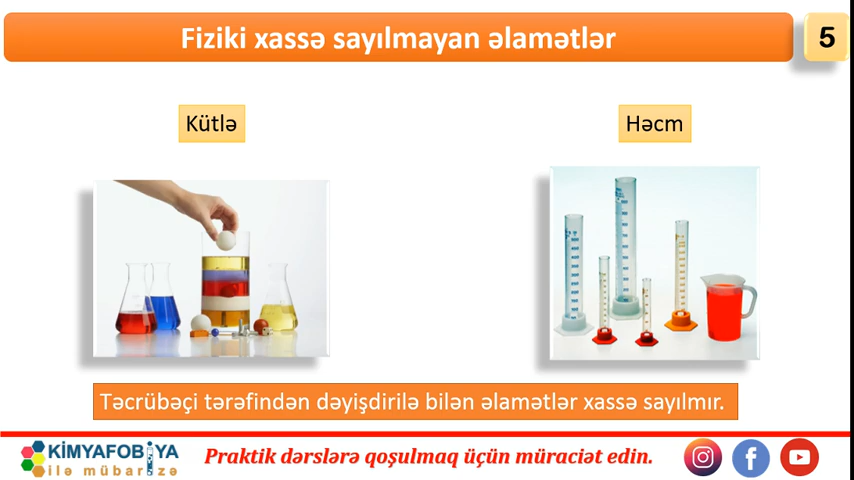 Fiziki xassə sayılmayan əlamətlər
5
Kütlə
Həcm
Təcrübəçi tərəfindən dəyişdirilə bilən əlamətlər xassə sayılmır.
KİMYAFOBİYA
ilə mübarizə
Praktik dərslərə qoşulmaq üçün müraciət edin.